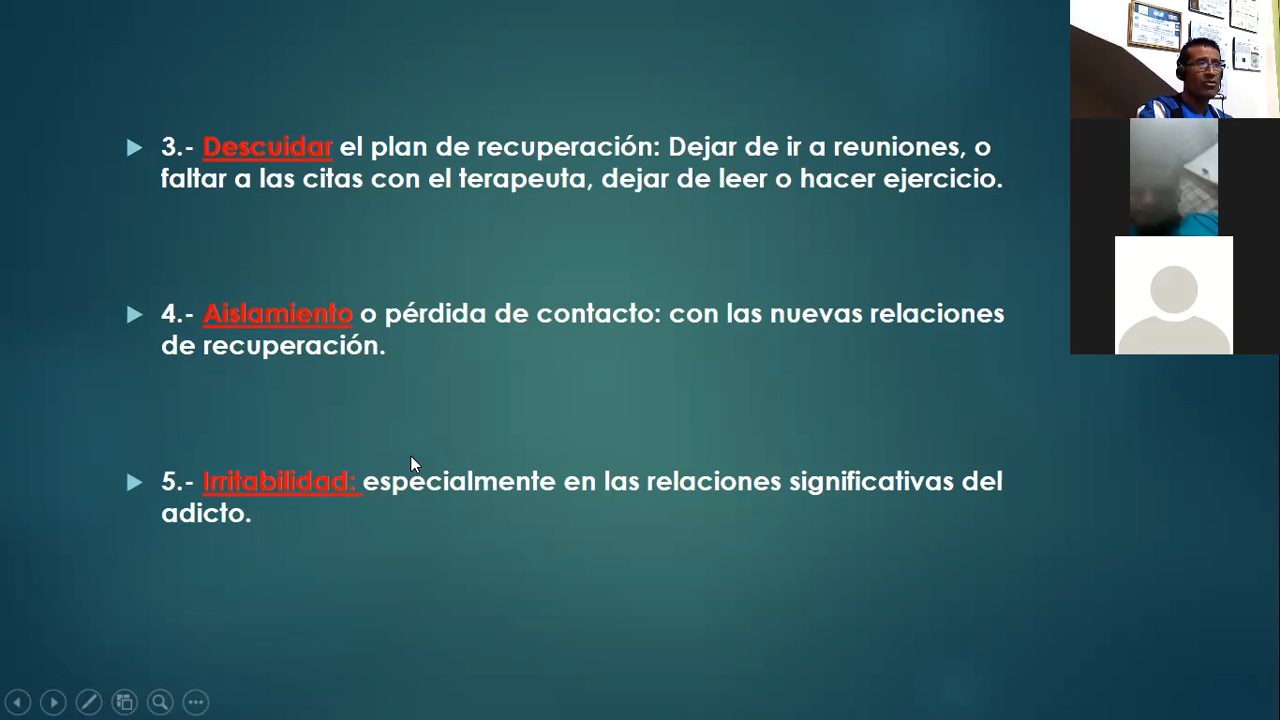 3.- Descuidar el plan de recuperación: Dejar de ir a reuniones, o
faltar a las citas con el terapeuta, dejar de leer o hacer ejercicio.
4.- Aislamiento o pérdida de contacto: con las nuevas relaciones
de recuperación.
5.- Irritabilidad: especialmente en las relaciones significativas del
adicto.